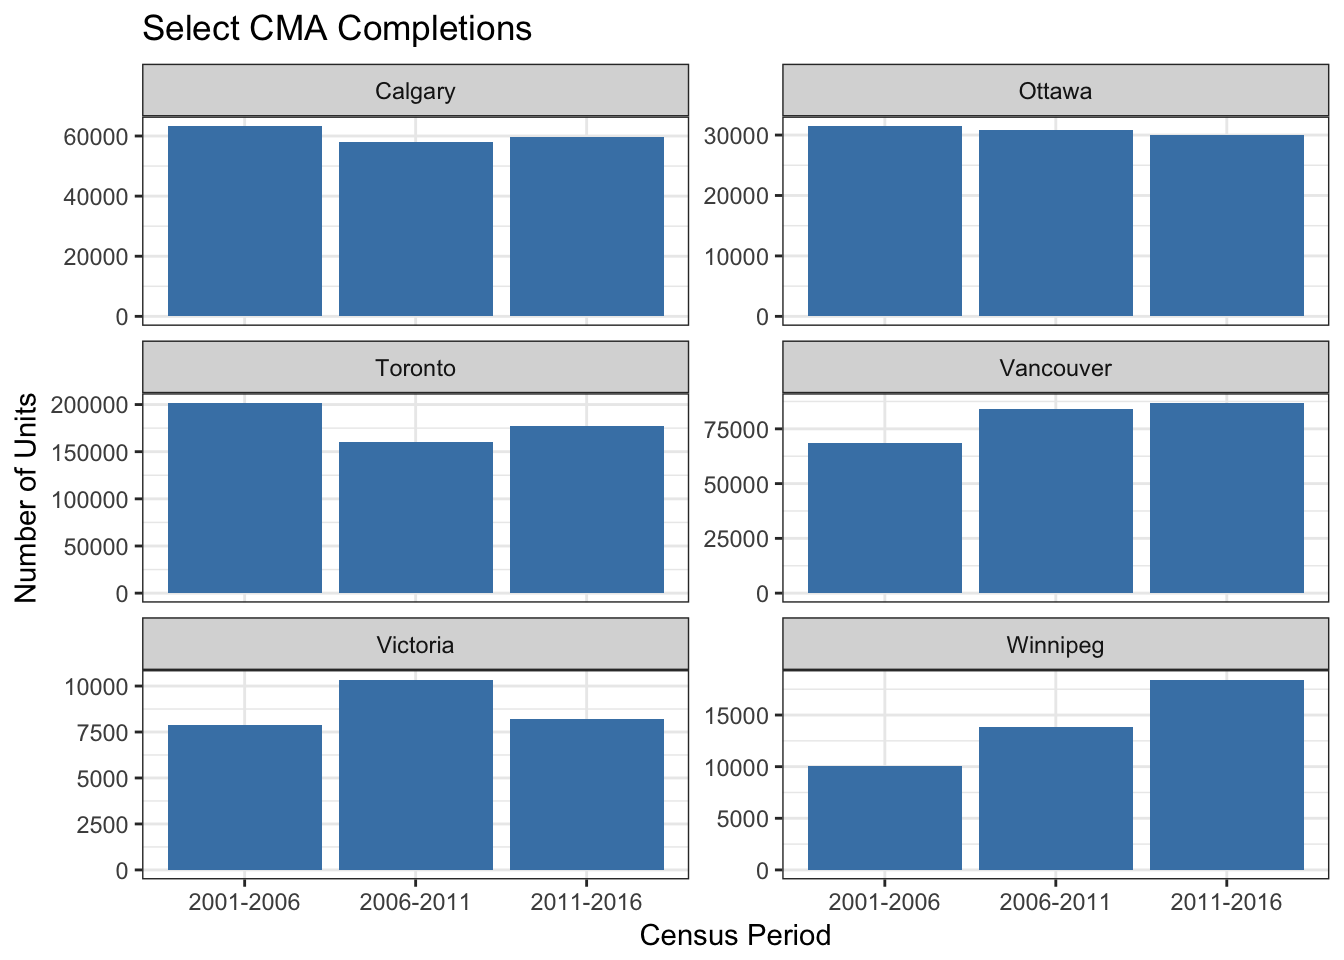 Select CMA Completions
Calgary
Ottawa
60000
40000
20000
0
30000
20000
10000
0
Toronto
Vancouver
200000
150000
100000
50000
0
75000
50000
25000
0
Number of Units
Victoria
Winnipeg
10000
7500
5000
2500
0
15000
10000
5000
0
2001-2006 2006-2011 2011-2016
2001-2006 2006-2011 2011-2016
Census Period